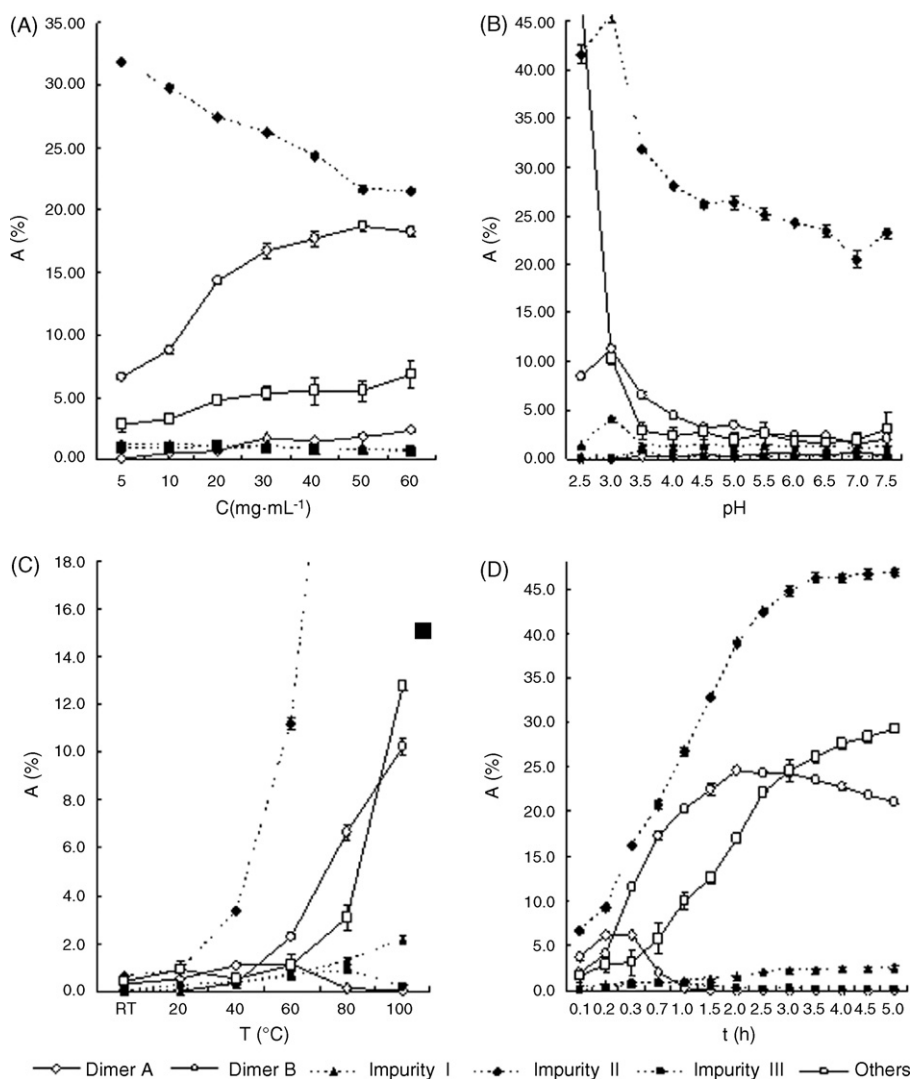 (A)
35.00
30.00
25.00
20.00
15.00
10.00
5.00
0.00
A (%)
5 10 20 30 40 50 60
C(mg·mL⁻¹)
(B)
45.00
40.00
35.00
30.00
25.00
20.00
15.00
10.00
5.00
0.00
A (%)
2.5 3.0 3.5 4.0 4.5 5.0 5.5 6.0 6.5 7.0 7.5
pH
(C)
18.0
16.0
14.0
12.0
10.0
8.0
6.0
4.0
2.0
0.0
A (%)
RT 20 40 60 80 100
T (°C)
(D)
45.0
40.0
35.0
30.0
25.0
20.0
15.0
10.0
5.0
0.0
A (%)
0.1 0.2 0.3 0.7 1.0 1.5 2.0 2.5 3.0 3.5 4.0 4.5 5.0
t (h)
Dimer A Dimer B Impurity I Impurity II Impurity III Others